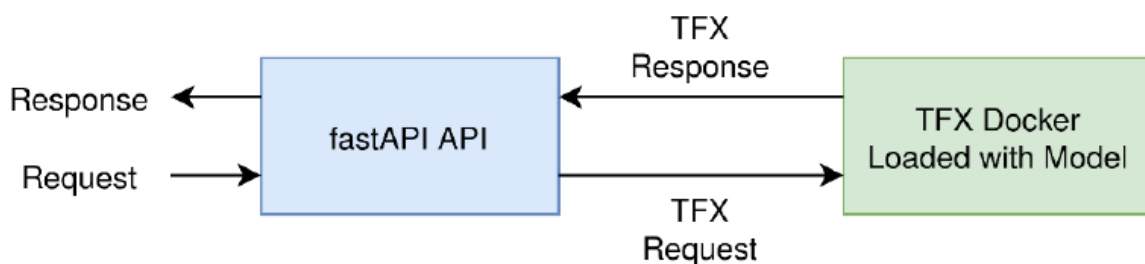 TFX
Response
Response
fastAPI API
TFX Docker
Loaded with Model
Request
TFX
Request